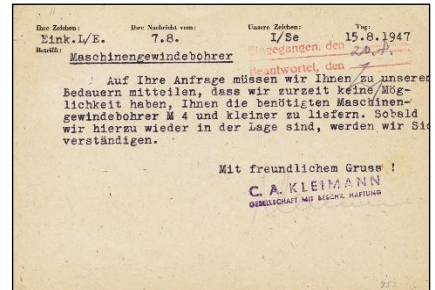 Ihre Zeichen: Ihre Nachricht vom: Unsere Zeichen: Tag:
Eink.L/E. 7.8. I/Se 15.8.1947
Betrifft: Maschinengewindebohrer
Eingegangen, den 20.8.
Beantwortet, den
Auf Ihre Anfrage müssen wir Ihnen zu unserem
Bedauern mitteilen, dass wir zurzeit keine Mög-
lichkeit haben, Ihnen die benötigten Maschinen-
gewindebohrer M 4 und kleiner zu liefern. Sobald
wir hierzu wieder in der Lage sind, werden wir Sie
verständigen.
Mit freundlichem Gruss !
C. A. KLEIMANN
GESELLSCHAFT MIT BESCHR. HAFTUNG